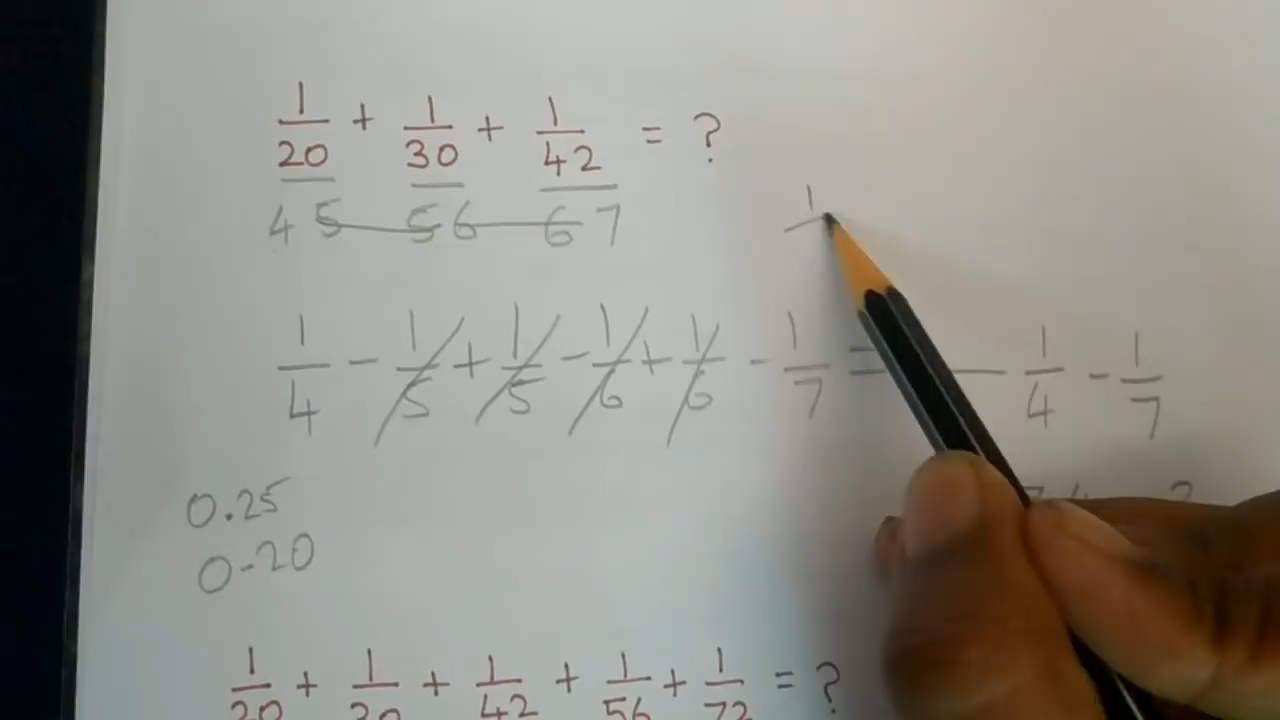 1/20 + 1/30 + 1/42 = ?
4 5 5 6 6 7
1
1/4 - 1/5 + 1/5 - 1/6 + 1/6 - 1/7 = 1/4 - 1/7
0.25
0.20
1/20 + 1/30 + 1/42 + 1/56 + 1/72 = ?